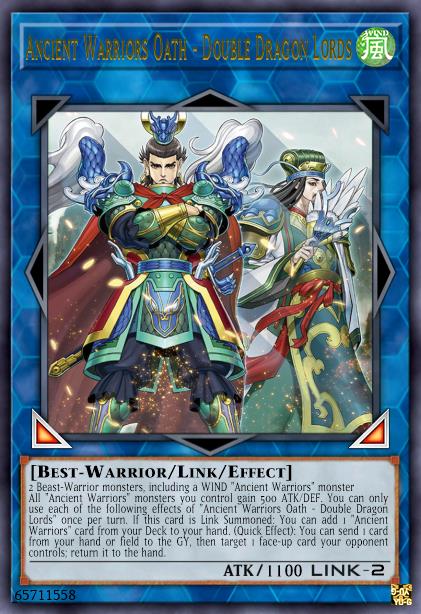 Ancient Warriors Oath - Double Dragon Lords
WIND
風
[Best-Warrior/Link/Effect]
2 Beast-Warrior monsters, including a WIND "Ancient Warriors" monster
All "Ancient Warriors" monsters you control gain 500 ATK/DEF. You can only
use each of the following effects of "Ancient Warriors Oath - Double Dragon
Lords" once per turn. If this card is Link Summoned: You can add 1 "Ancient
Warriors" card from your Deck to your hand. (Quick Effect): You can send 1 card
from your hand or field to the GY, then target 1 face-up card your opponent
controls; return it to the hand.
ATK/1100 LINK-2
65711558